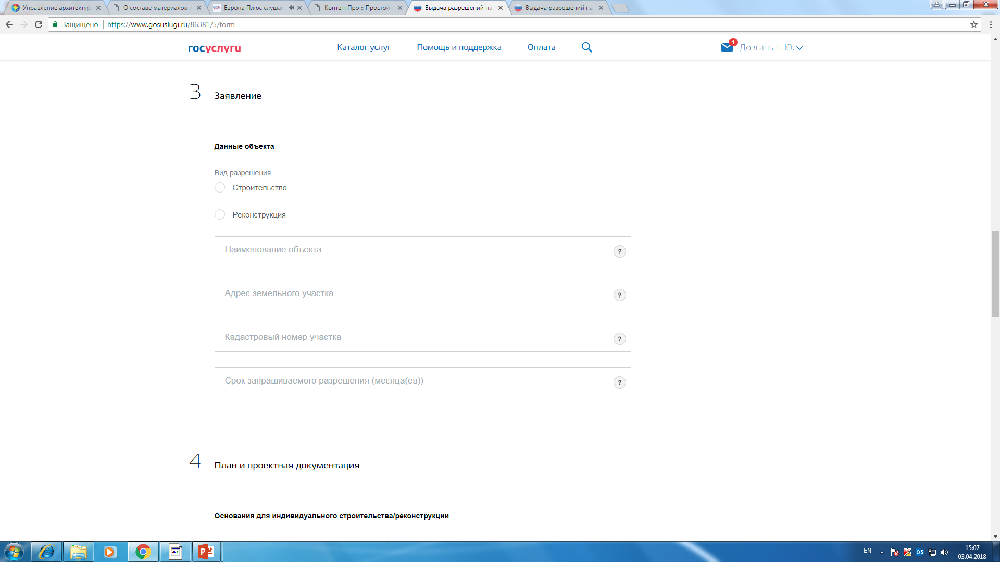 Управление архитектур
О составе материалов и
Европа Плюс слушат
КонтентПро :: Простой
Выдача разрешений на
Выдача разрешений на
Защищено https://www.gosuslugi.ru/86381/5/form
госуслуги Каталог услуг Помощь и поддержка Оплата 1 Довгань Н.Ю.
3 Заявление
Данные объекта
Вид разрешения
Строительство
Реконструкция
Наименование объекта ?
Адрес земельного участка ?
Кадастровый номер участка ?
Срок запрашиваемого разрешения (месяца(ев)) ?
4 План и проектная документация
Основания для индивидуального строительства/реконструкции
EN 15:07
03.04.2018